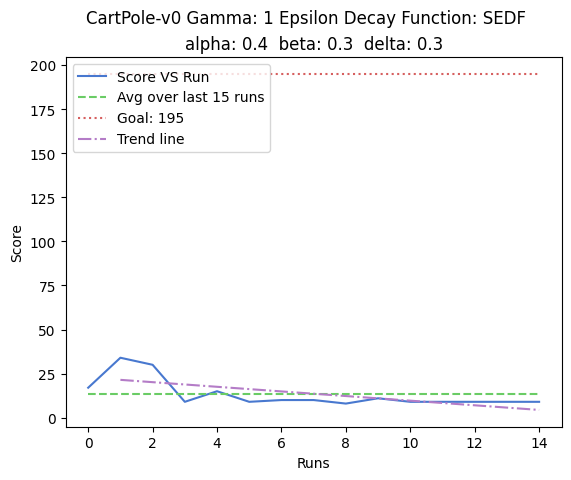 CartPole-v0 Gamma: 1 Epsilon Decay Function: SEDF
alpha: 0.4 beta: 0.3 delta: 0.3
200
175
150
125
100
75
50
25
0
Score
Score VS Run
Avg over last 15 runs
Goal: 195
Trend line
0 2 4 6 8 10 12 14
Runs